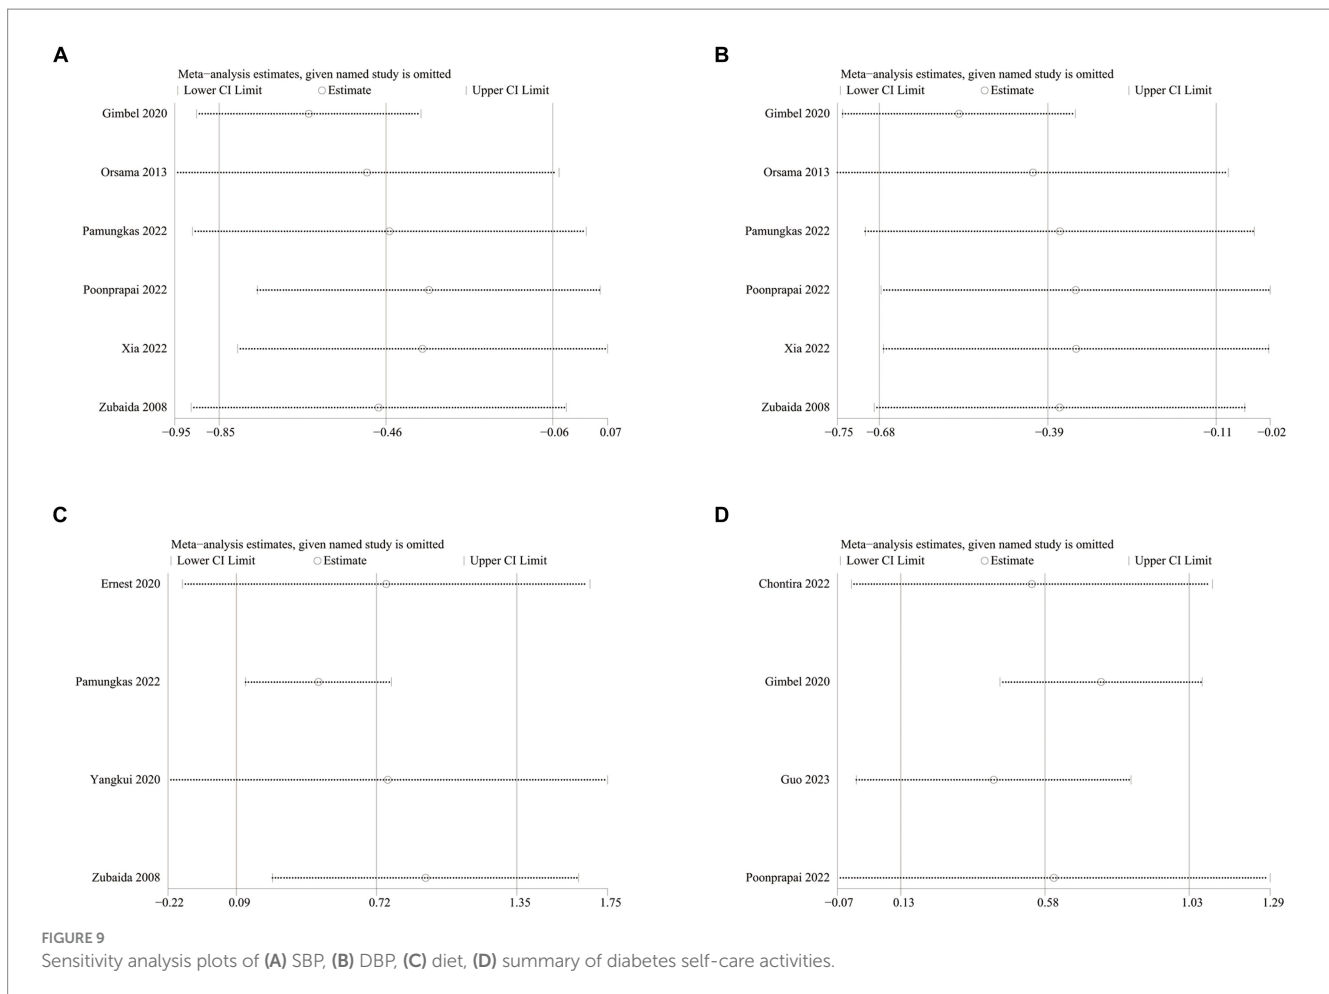 A
Meta-analysis estimates, given named study is omitted
Lower CI Limit Estimate Upper CI Limit
Gimbel 2020
Orsama 2013
Pamungkas 2022
Poonprapai 2022
Xia 2022
Zubaida 2008
-0.95 -0.85 -0.46 -0.06 0.07
B
Meta-analysis estimates, given named study is omitted
Lower CI Limit Estimate Upper CI Limit
Gimbel 2020
Orsama 2013
Pamungkas 2022
Poonprapai 2022
Xia 2022
Zubaida 2008
-0.75 -0.68 -0.39 -0.11 -0.02
C
Meta-analysis estimates, given named study is omitted
Lower CI Limit Estimate Upper CI Limit
Ernest 2020
Pamungkas 2022
Yangkui 2020
Zubaida 2008
-0.22 0.09 0.72 1.35 1.75
D
Meta-analysis estimates, given named study is omitted
Lower CI Limit Estimate Upper CI Limit
Chontira 2022
Gimbel 2020
Guo 2023
Poonprapai 2022
-0.07 0.13 0.58 1.03 1.29
FIGURE 9
Sensitivity analysis plots of (A) SBP, (B) DBP, (C) diet, (D) summary of diabetes self-care activities.